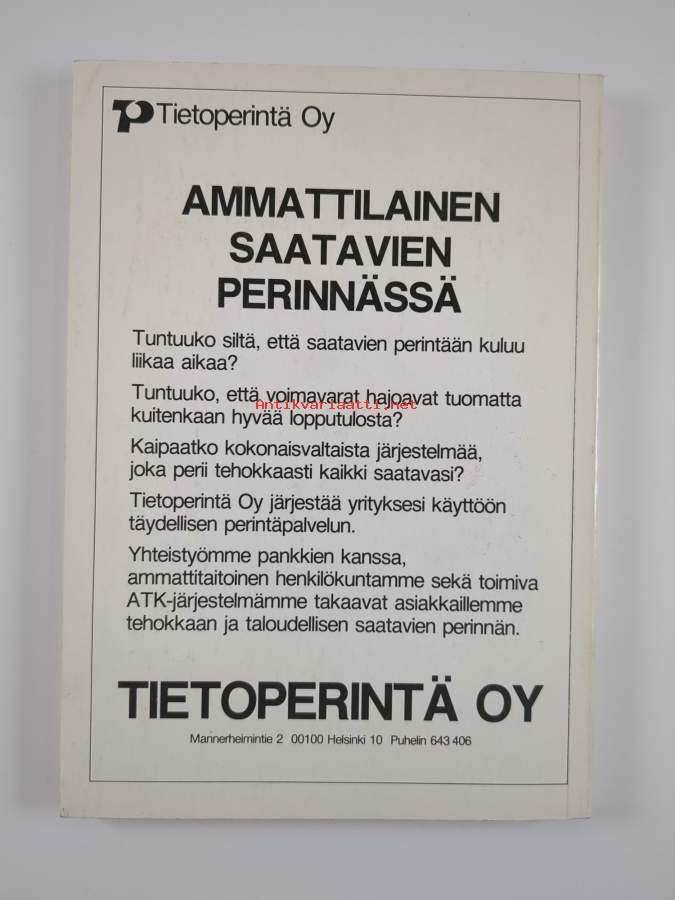 Tietoperintä Oy
AMMATTILAINEN
SAATAVIEN
PERINNÄSSÄ
Tuntuuko siltä, että saatavien perintään kuluu
liikaa aikaa?
Tuntuuko, että voimavarat hajoavat tuomatta
Antikvariaatti.net
kuitenkaan hyvää lopputulosta?
Kaipaatko kokonaisvaltaista järjestelmää,
joka perii tehokkaasti kaikki saatavasi?
Tietoperintä Oy järjestää yrityksesi käyttöön
täydellisen perintäpalvelun.
Yhteistyömme pankkien kanssa,
ammattitaitoinen henkilökuntamme sekä toimiva
ATK-järjestelmämme takaavat asiakkaillemme
tehokkaan ja taloudellisen saatavien perinnän.
TIETOPERINTÄ OY
Mannerheimintie 2 00100 Helsinki 10 Puhelin 643 406